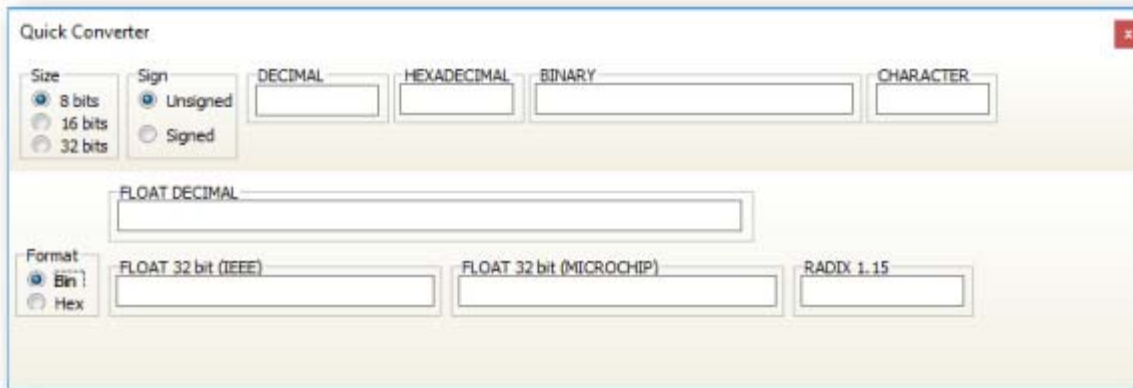 Quick Converter
Size
8 bits
16 bits
32 bits
Sign
Unsigned
Signed
DECIMAL
HEXADECIMAL
BINARY
CHARACTER
FLOAT DECIMAL
Format
Bin
Hex
FLOAT 32 bit (IEEE)
FLOAT 32 bit (MICROCHIP)
RADIX 1.15